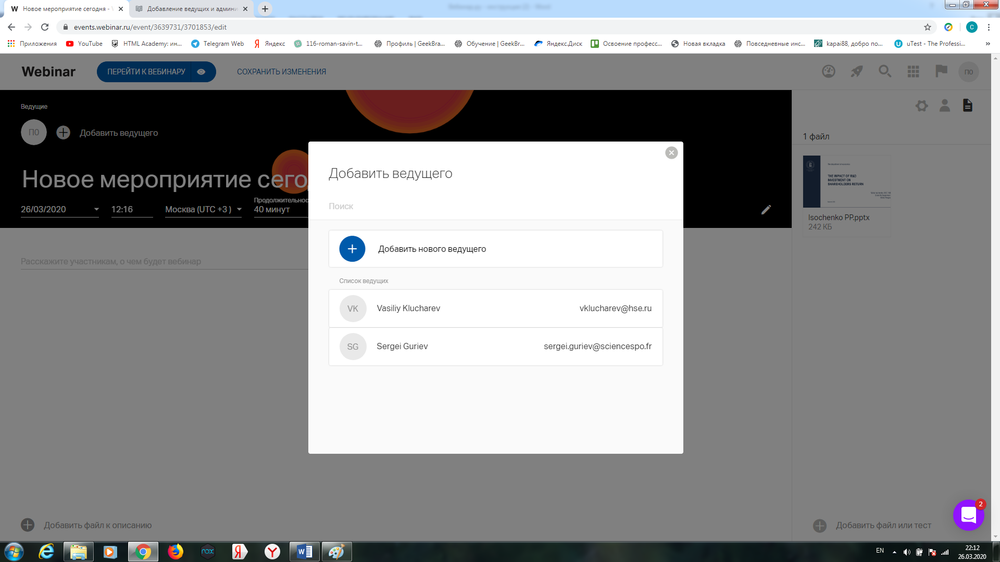 Новое мероприятие сегодня -
Добавление ведущих и админи
events.webinar.ru/event/3639731/3701853/edit
Приложения
YouTube
HTML Academy: ин...
Telegram Web
Яндекс
116-roman-savin-t...
Профиль | GeekBra...
Обучение | GeekBr...
Яндекс.Диск
Освоение професс...
Новая вкладка
Повседневные инс...
kapai88, добро по...
uTest - The Professi...
»
Webinar
ПЕРЕЙТИ К ВЕБИНАРУ
СОХРАНИТЬ ИЗМЕНЕНИЯ
П0
Ведущие
П0
Добавить ведущего
Новое мероприятие сего
26/03/2020
12:16
Москва (UTC +3 )
Продолжительнос
40 минут
Расскажите участникам, о чем будет вебинар
Добавить файл к описанию
Добавить ведущего
Поиск
Добавить нового ведущего
Список ведущих
VK
Vasiliy Klucharev
vklucharev@hse.ru
SG
Sergei Guriev
sergei.guriev@sciencespo.fr
1 файл
THE IMPACT OF R&D
INVESTMENT ON
SHAREHOLDERS RETURN
Isochenko PP.pptx
242 КБ
Добавить файл или тест
2
EN
22:12
26.03.2020